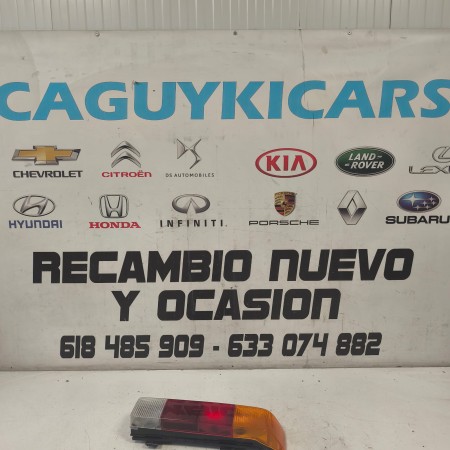 CAGUYKICARS
CHEVROLET CITROËN DS AUTOMOBILES KIA LAND-ROVER LEXUS
HYUNDAI HONDA INFINITI PORSCHE SUBARU
RECAMBIO NUEVO
Y OCASION
618 485 909 - 633 074 882